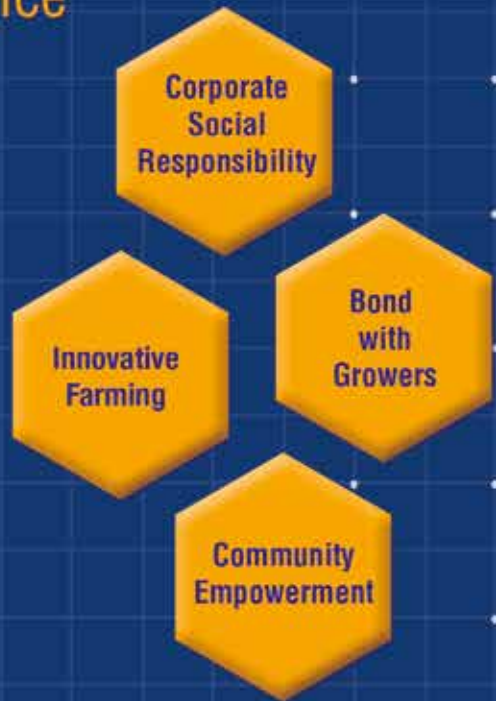 Corporate
Social
Responsibility
Bond
with
Growers
Innovative
Farming
Community
Empowerment